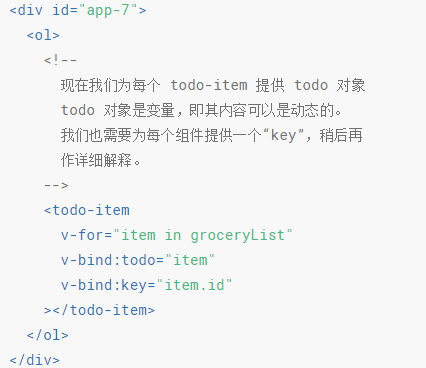 <div id="app-7">
<ol>
<!--
现在我们为每个 todo-item 提供 todo 对象
todo 对象是变量，即其内容可以是动态的。
我们也需要为每个组件提供一个“key”，稍后再
作详细解释。
-->
<todo-item
v-for="item in groceryList"
v-bind:todo="item"
v-bind:key="item.id"
></todo-item>
</ol>
</div>